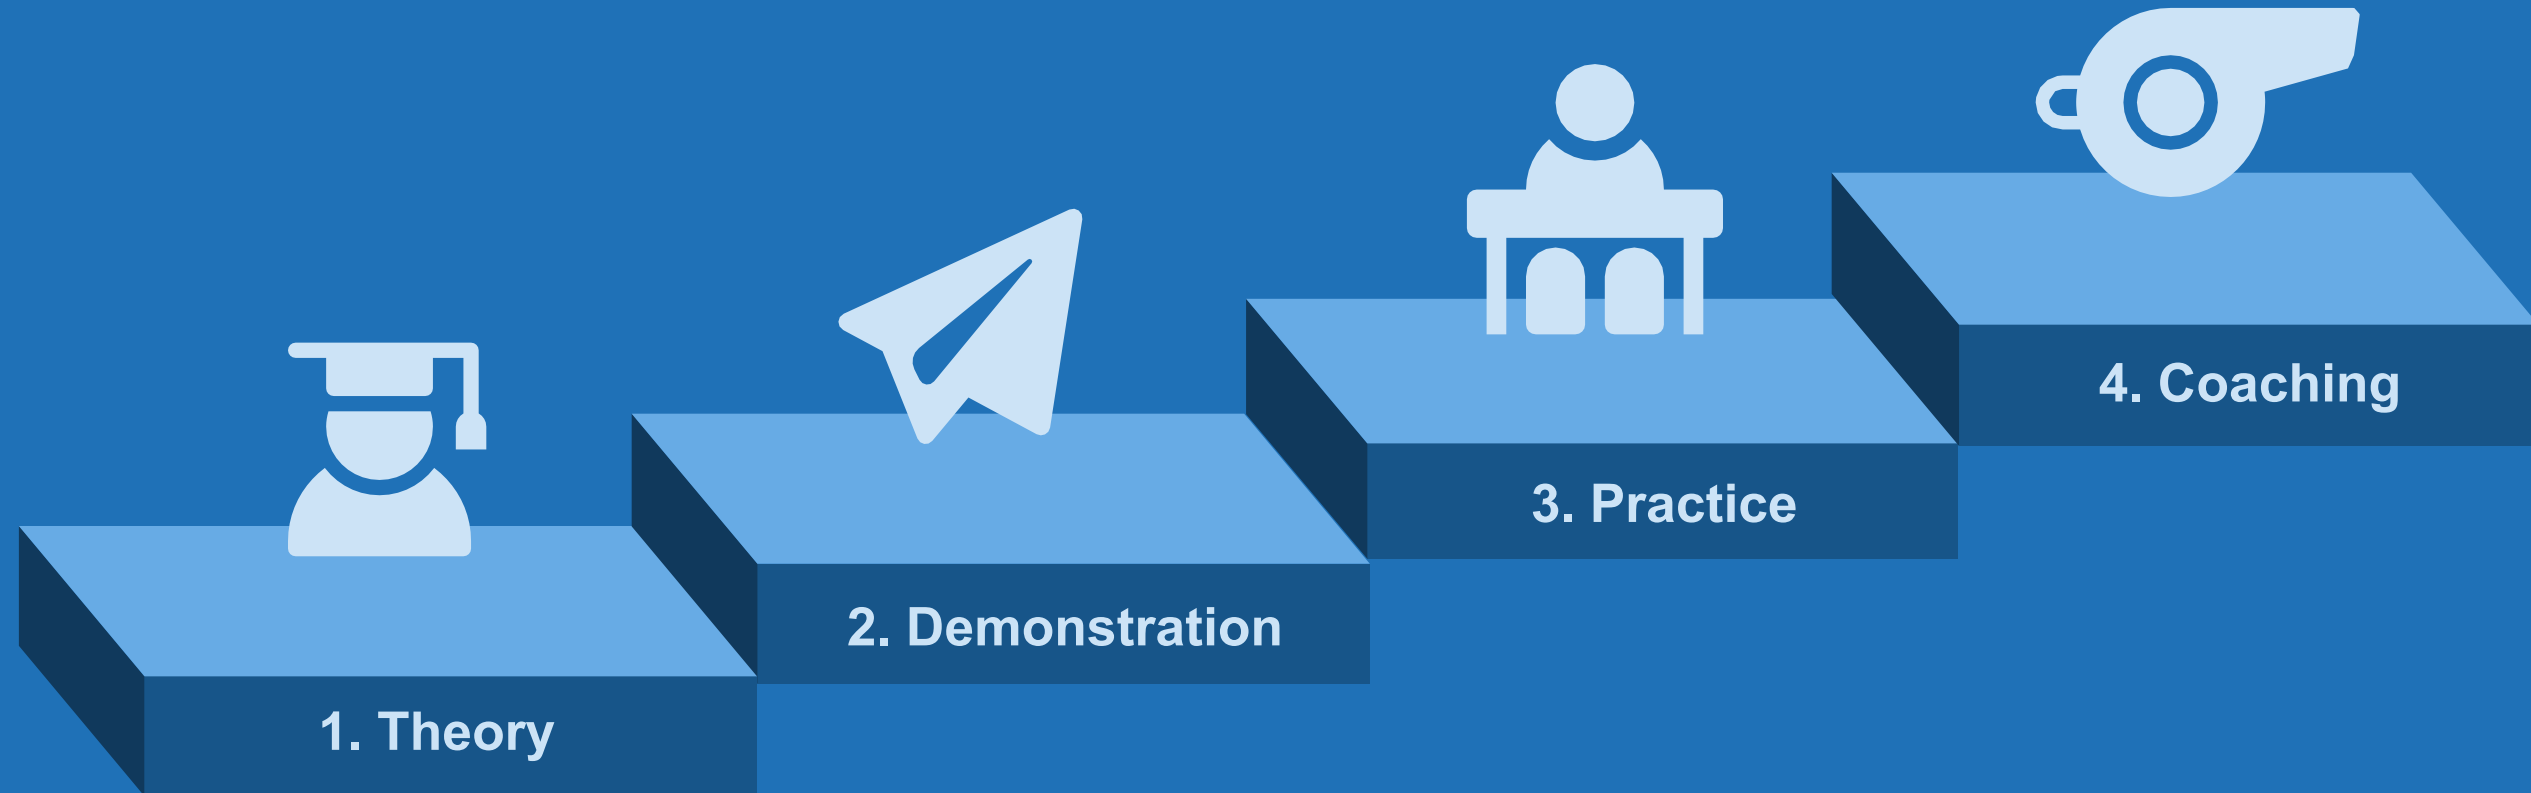 1. Theory
2. Demonstration
3. Practice
4. Coaching